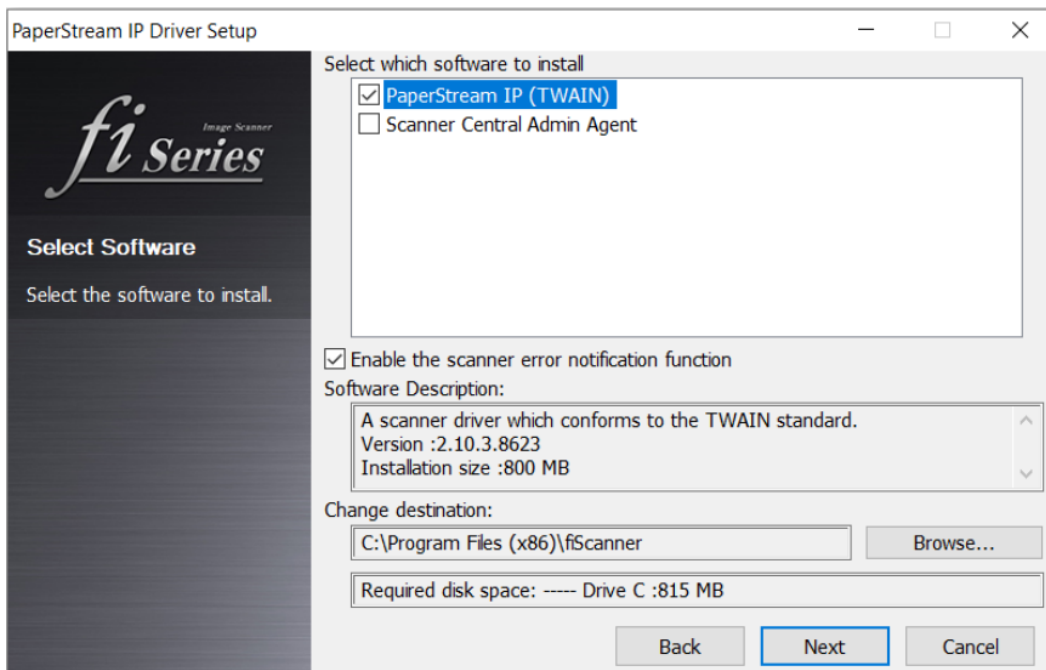 PaperStream IP Driver Setup
Select which software to install
PaperStream IP (TWAIN)
Scanner Central Admin Agent
fi Series
Image Scanner
Select Software
Select the software to install.
Enable the scanner error notification function
Software Description:
A scanner driver which conforms to the TWAIN standard.
Version :2.10.3.8623
Installation size :800 MB
Change destination:
C:\Program Files (x86)\fiScanner
Browse...
Required disk space: ----- Drive C :815 MB
Back
Next
Cancel